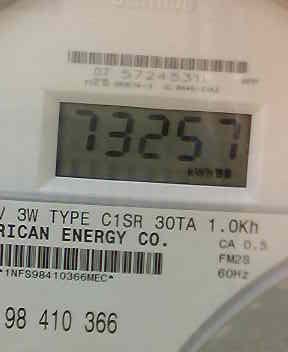 73257
kWh
V 3W TYPE C1SR 30TA 1.0Kh
RICAN ENERGY CO.
CA 0.5
FM2S
60Hz
*1NFS98410366MEC*
98 410 366